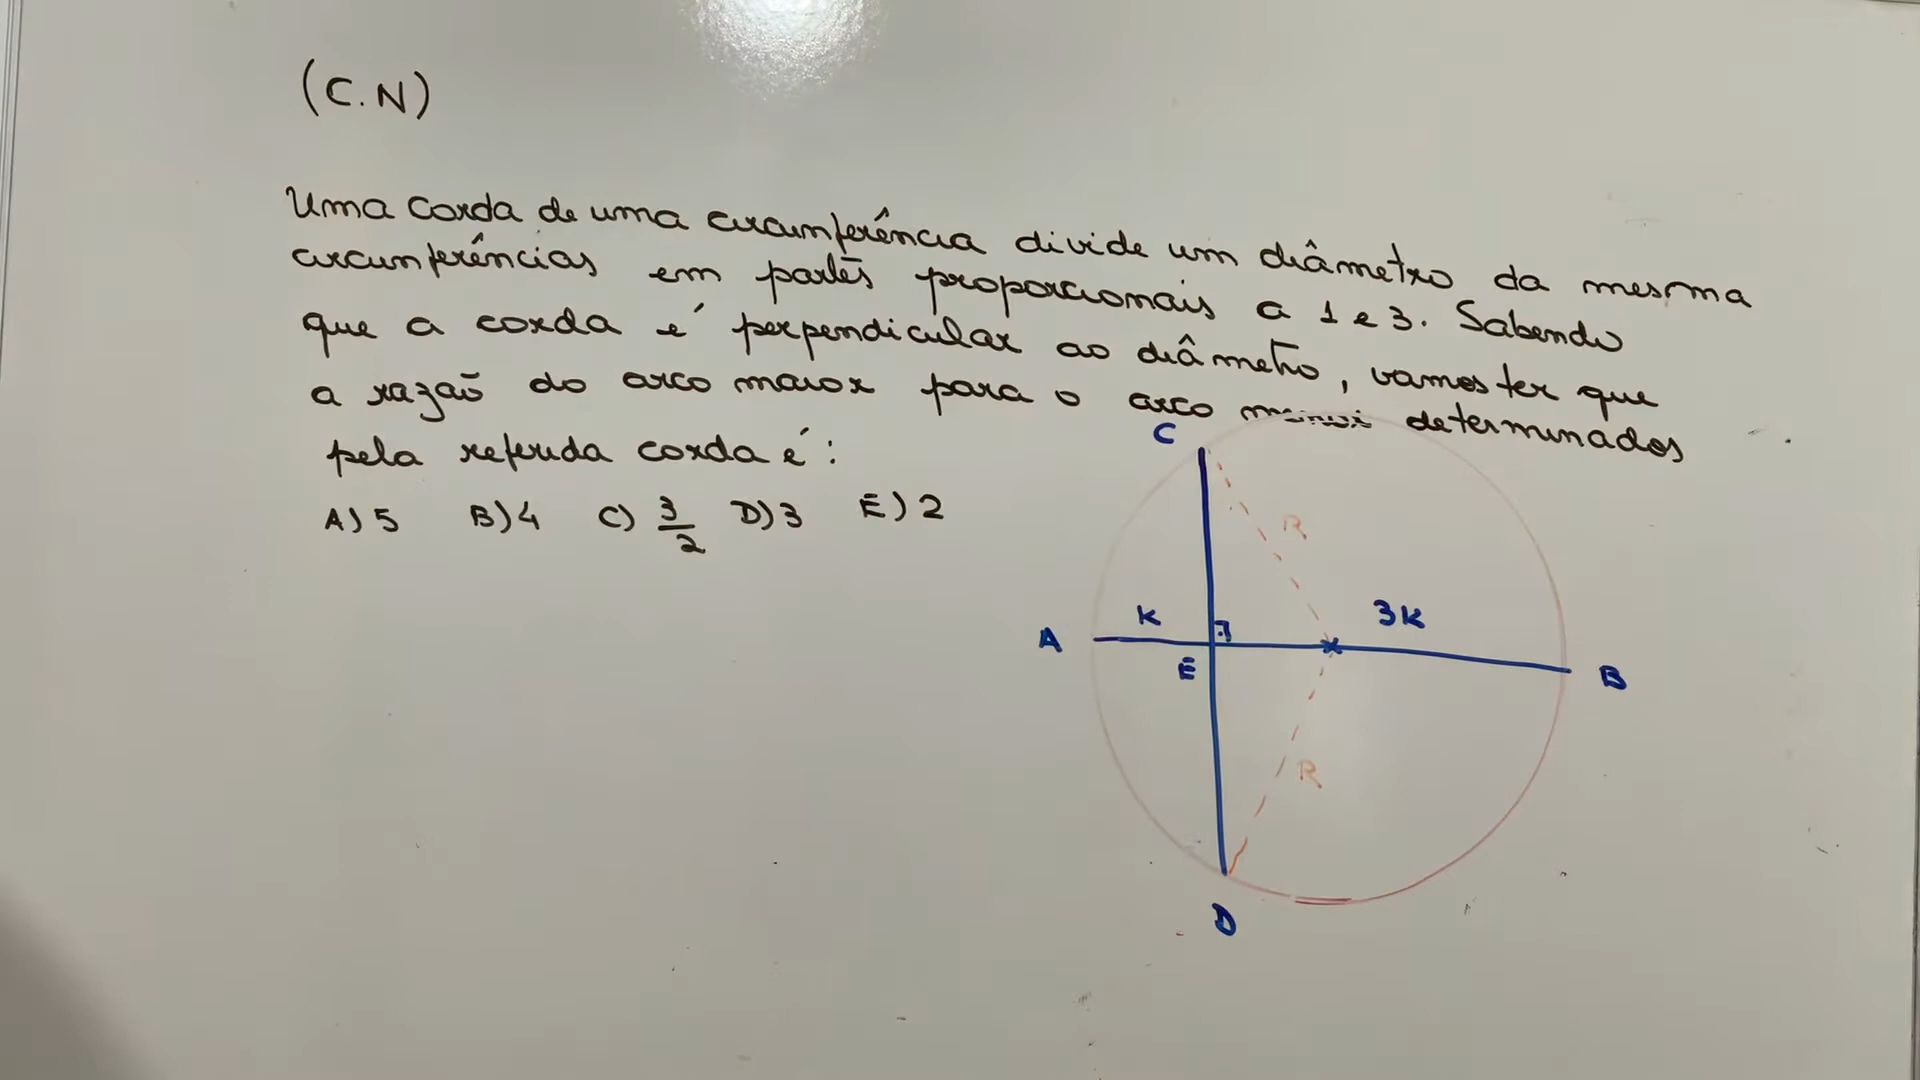 (C.N)
Uma corda de uma circunferência divide um diâmetro da mesma
circunferências em partes proporcionais a 1 e 3. Sabendo
que a corda é perpendicular ao diâmetro, vamos ter que
a razão do arco maior para o arco menor determinados
pela referida corda é:
A) 5 B) 4 C) 3/2 D) 3 E) 2
C
R
K 3K
A E B
R
D